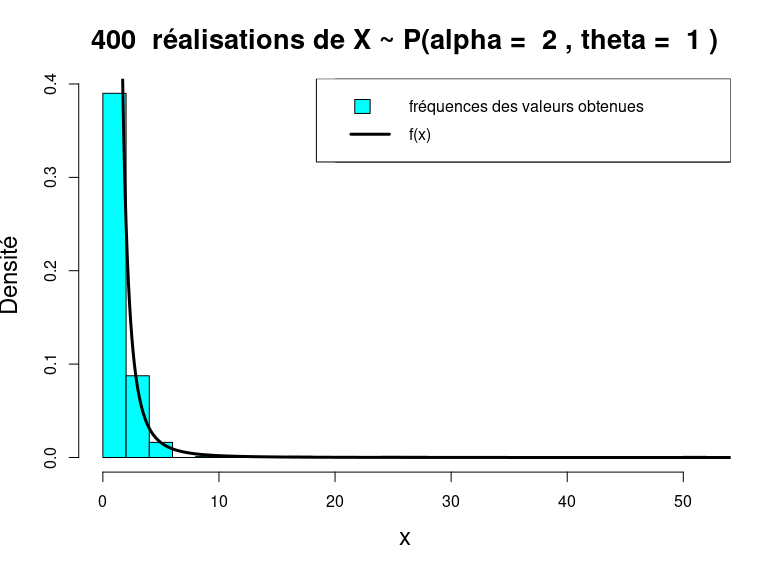 400 réalisations de X ~ P(alpha = 2 , theta = 1 )
fréquences des valeurs obtenues
f(x)
Densité
0.4
0.3
0.2
0.1
0.0
0 10 20 30 40 50
x